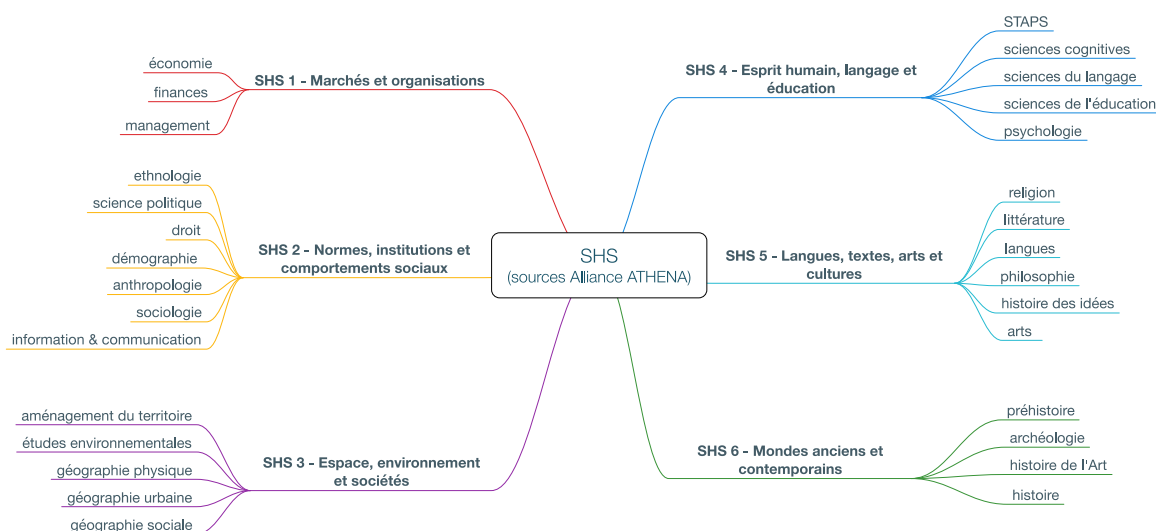 SHS
(sources Alliance ATHENA)
SHS 1 - Marchés et organisations
économie
finances
management
SHS 2 - Normes, institutions et
comportements sociaux
ethnologie
science politique
droit
démographie
anthropologie
sociologie
information & communication
SHS 3 - Espace, environnement
et sociétés
aménagement du territoire
études environnementales
géographie physique
géographie urbaine
géographie sociale
SHS 4 - Esprit humain, langage et
éducation
STAPS
sciences cognitives
sciences du langage
sciences de l'éducation
psychologie
SHS 5 - Langues, textes, arts et
cultures
religion
littérature
langues
philosophie
histoire des idées
arts
SHS 6 - Mondes anciens et
contemporains
préhistoire
archéologie
histoire de l'Art
histoire